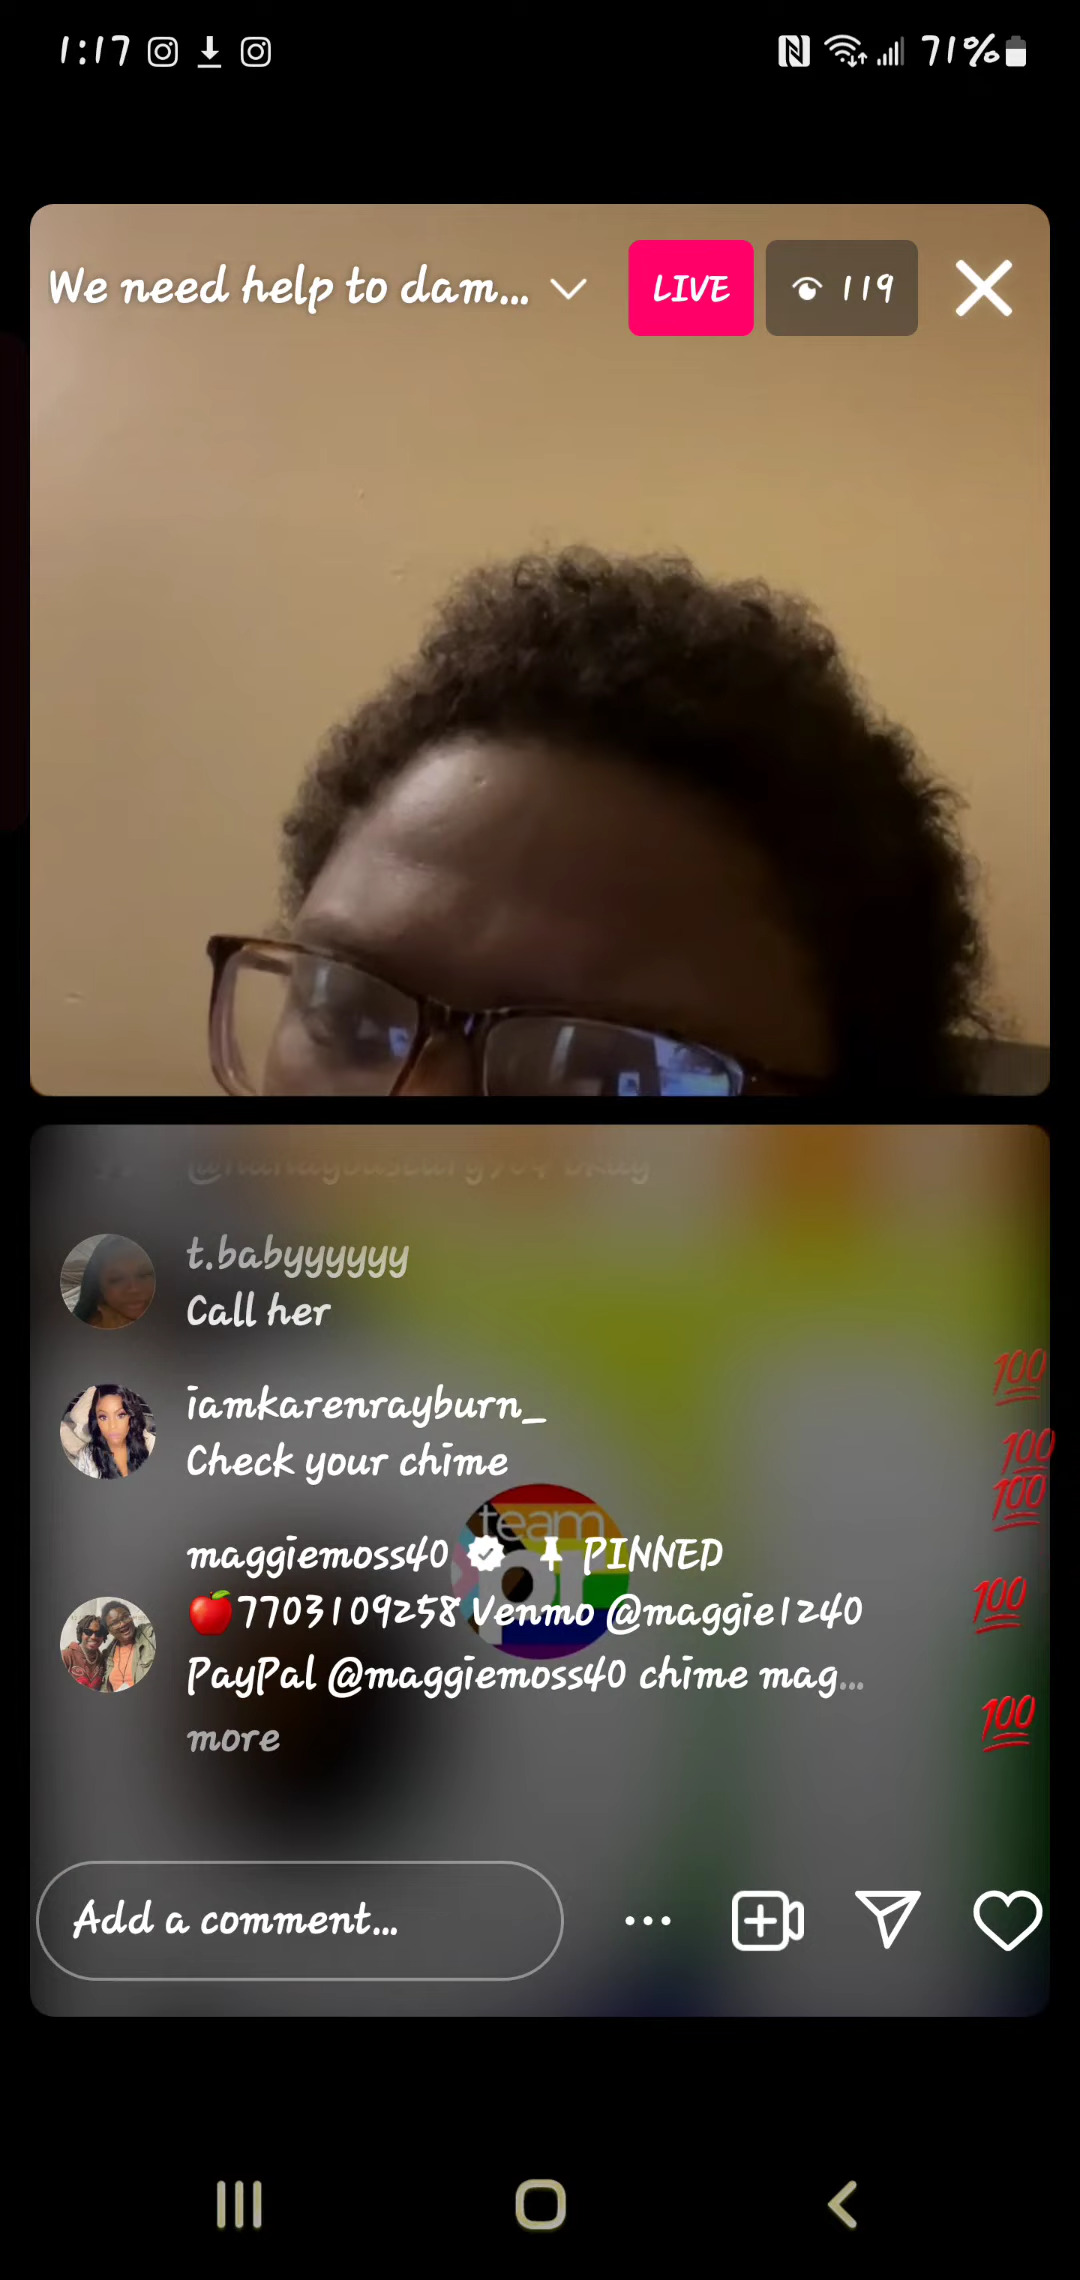 1:17
71%
We need help to dam...
LIVE
119
t.babyyyyyy
Call her
iamkarenrayburn_
Check your chime
team
maggiemoss40 PINNED
pr
🍎7703109258 Venmo @maggie1240
PayPal @maggiemoss40 chime mag...
more
💯
💯
💯
💯
💯
Add a comment...